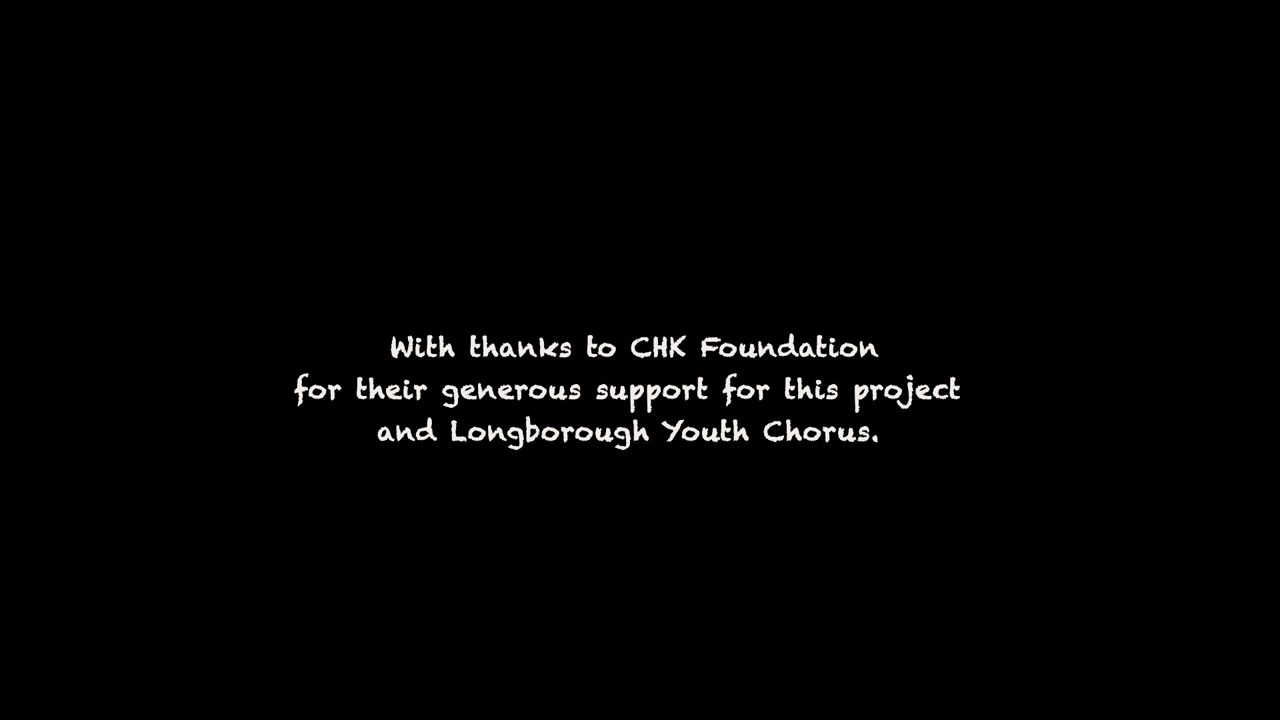 With thanks to CHK Foundation
for their generous support for this project
and Longborough Youth Chorus.